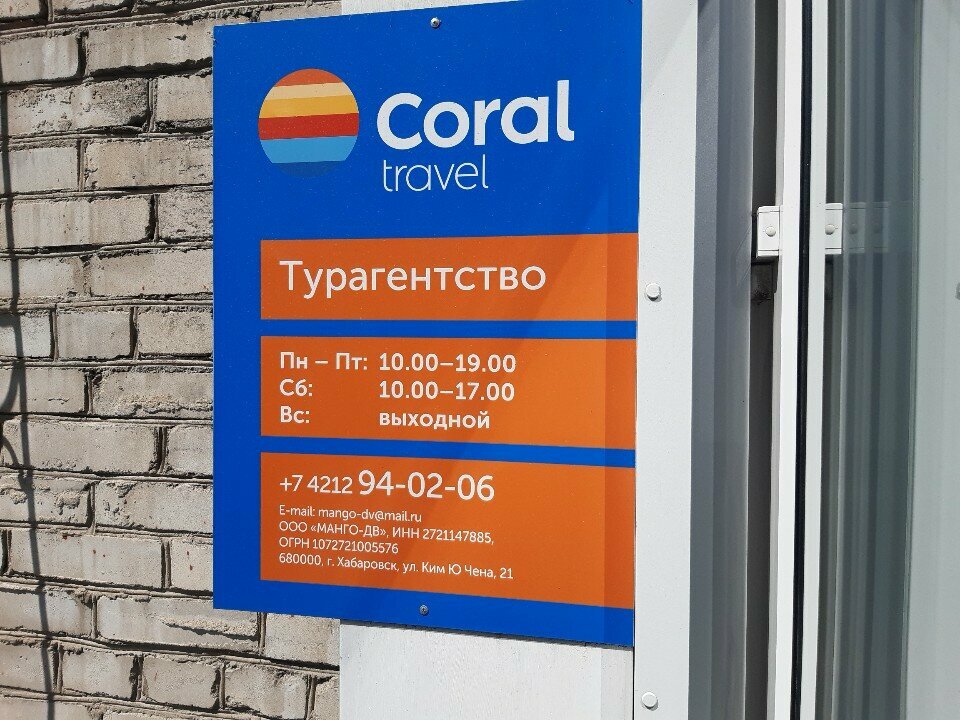 Coral
travel
Турагентство
Пн – Пт: 10.00–19.00
Сб: 10.00–17.00
Вс: выходной
+7 4212 94-02-06
E-mail: mango-dv@mail.ru
ООО «МАНГО-ДВ», ИНН 2721147885,
ОГРН 1072721005576
680000, г. Хабаровск, ул. Ким Ю Чена, 21